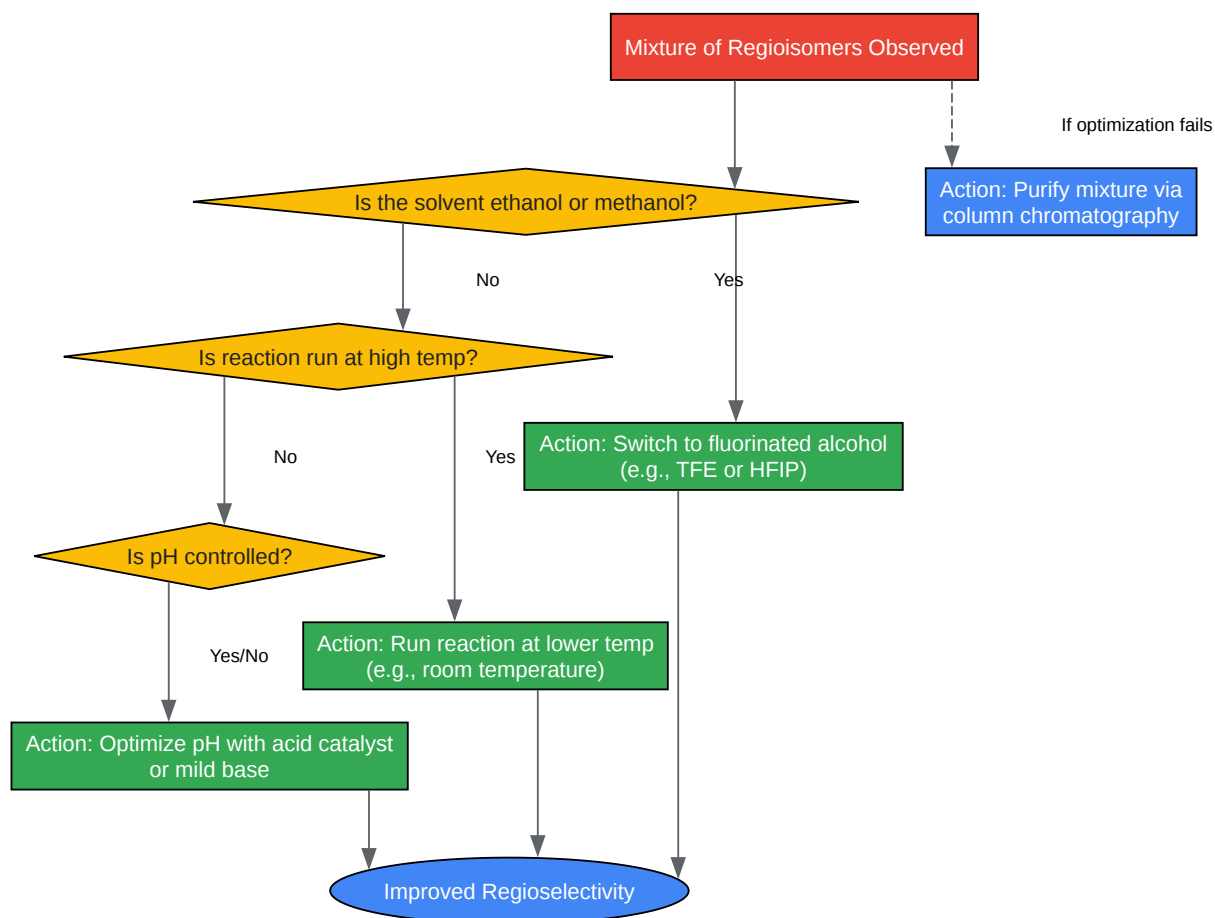 Mixture of Regioisomers Observed
If optimization fails
Action: Purify mixture via
column chromatography
Is the solvent ethanol or methanol?
No
Yes
Is reaction run at high temp?
Action: Switch to fluorinated alcohol
(e.g., TFE or HFIP)
No
Yes
Is pH controlled?
Action: Run reaction at lower temp
(e.g., room temperature)
Yes/No
Action: Optimize pH with acid catalyst
or mild base
Improved Regioselectivity